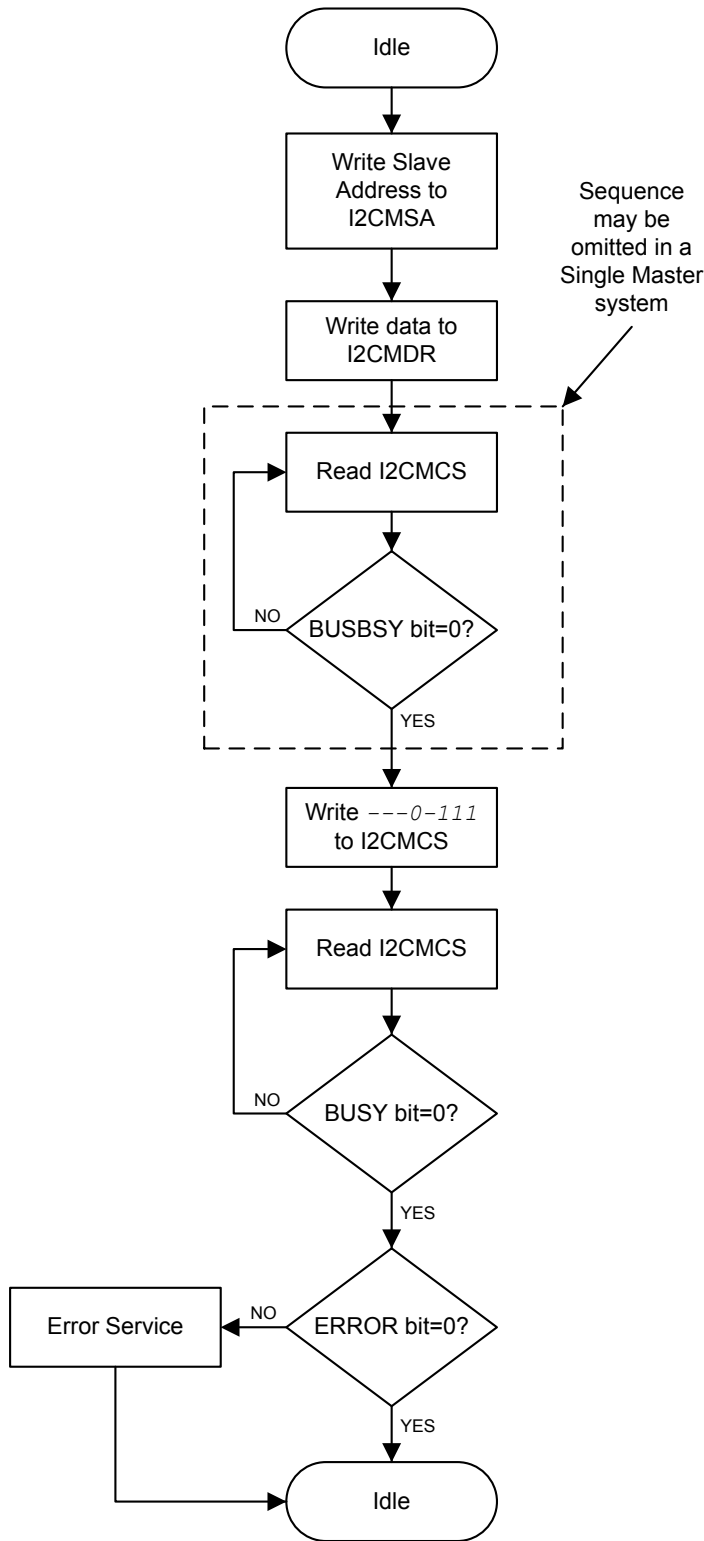 Idle
Write Slave
Address to
I2CMSA
Sequence
may be
omitted in a
Single Master
system
Write data to
I2CMDR
Read I2CMCS
NO
BUSBSY bit=0?
YES
Write ---0-111
to I2CMCS
Read I2CMCS
NO
BUSY bit=0?
YES
Error Service
NO
ERROR bit=0?
YES
Idle